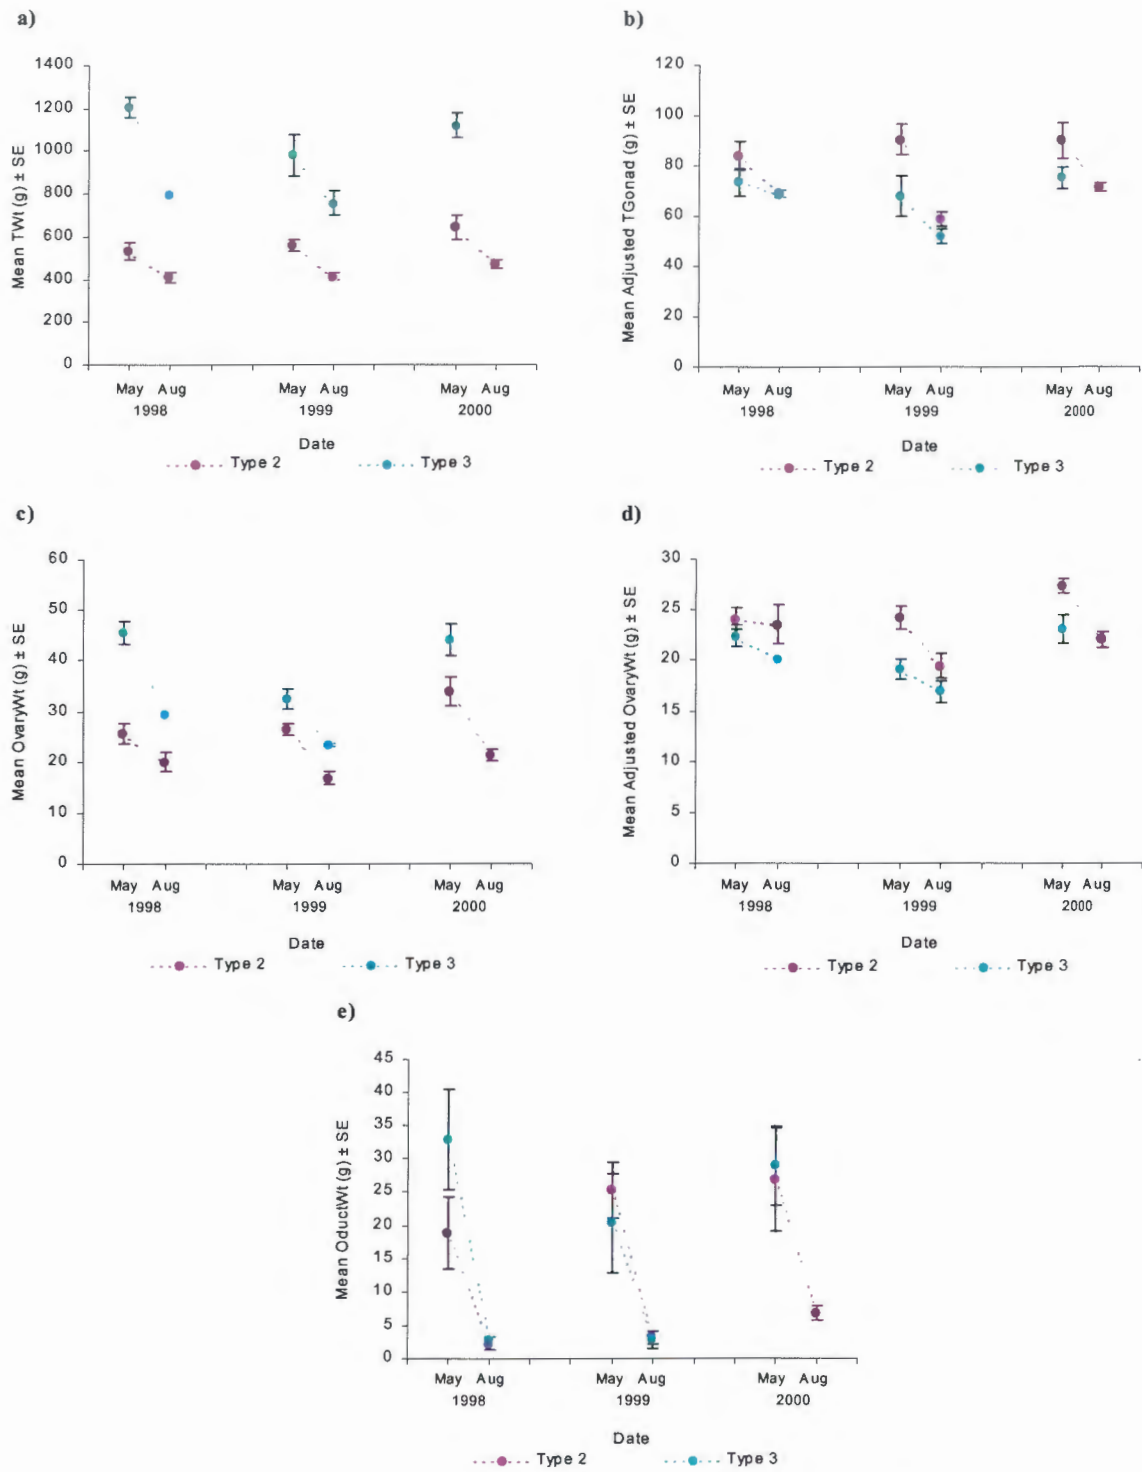 a)
Mean TWt (g) ± SE
1400
1200
1000
800
600
400
200
0
May Aug May Aug May Aug
1998 1999 2000
Date
Type 2 Type 3
b)
Mean Adjusted TGonad (g) ± SE
120
100
80
60
40
20
0
May Aug May Aug May Aug
1998 1999 2000
Date
Type 2 Type 3
c)
Mean OvaryWt (g) ± SE
60
50
40
30
20
10
0
May Aug May Aug May Aug
1998 1999 2000
Date
Type 2 Type 3
d)
Mean Adjusted OvaryWt (g) ± SE
30
25
20
15
10
5
0
May Aug May Aug May Aug
1998 1999 2000
Date
Type 2 Type 3
e)
Mean OductWt (g) ± SE
45
40
35
30
25
20
15
10
5
0
May Aug May Aug May Aug
1998 1999 2000
Date
Type 2 Type 3